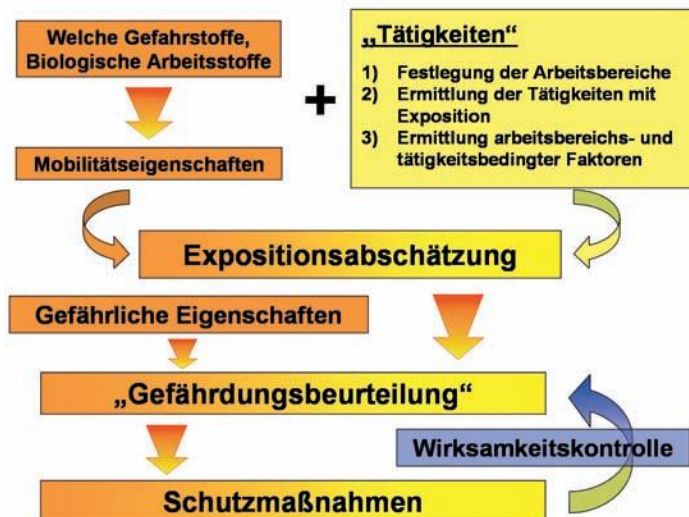 Welche Gefahrstoffe,
Biologische Arbeitsstoffe
Mobilitätseigenschaften
+
„Tätigkeiten“
1) Festlegung der Arbeitsbereiche
2) Ermittlung der Tätigkeiten mit
Exposition
3) Ermittlung arbeitsbereichs- und
tätigkeitsbedingter Faktoren
Expositionsabschätzung
Gefährliche Eigenschaften
„Gefährdungsbeurteilung“
Wirksamkeitskontrolle
Schutzmaßnahmen